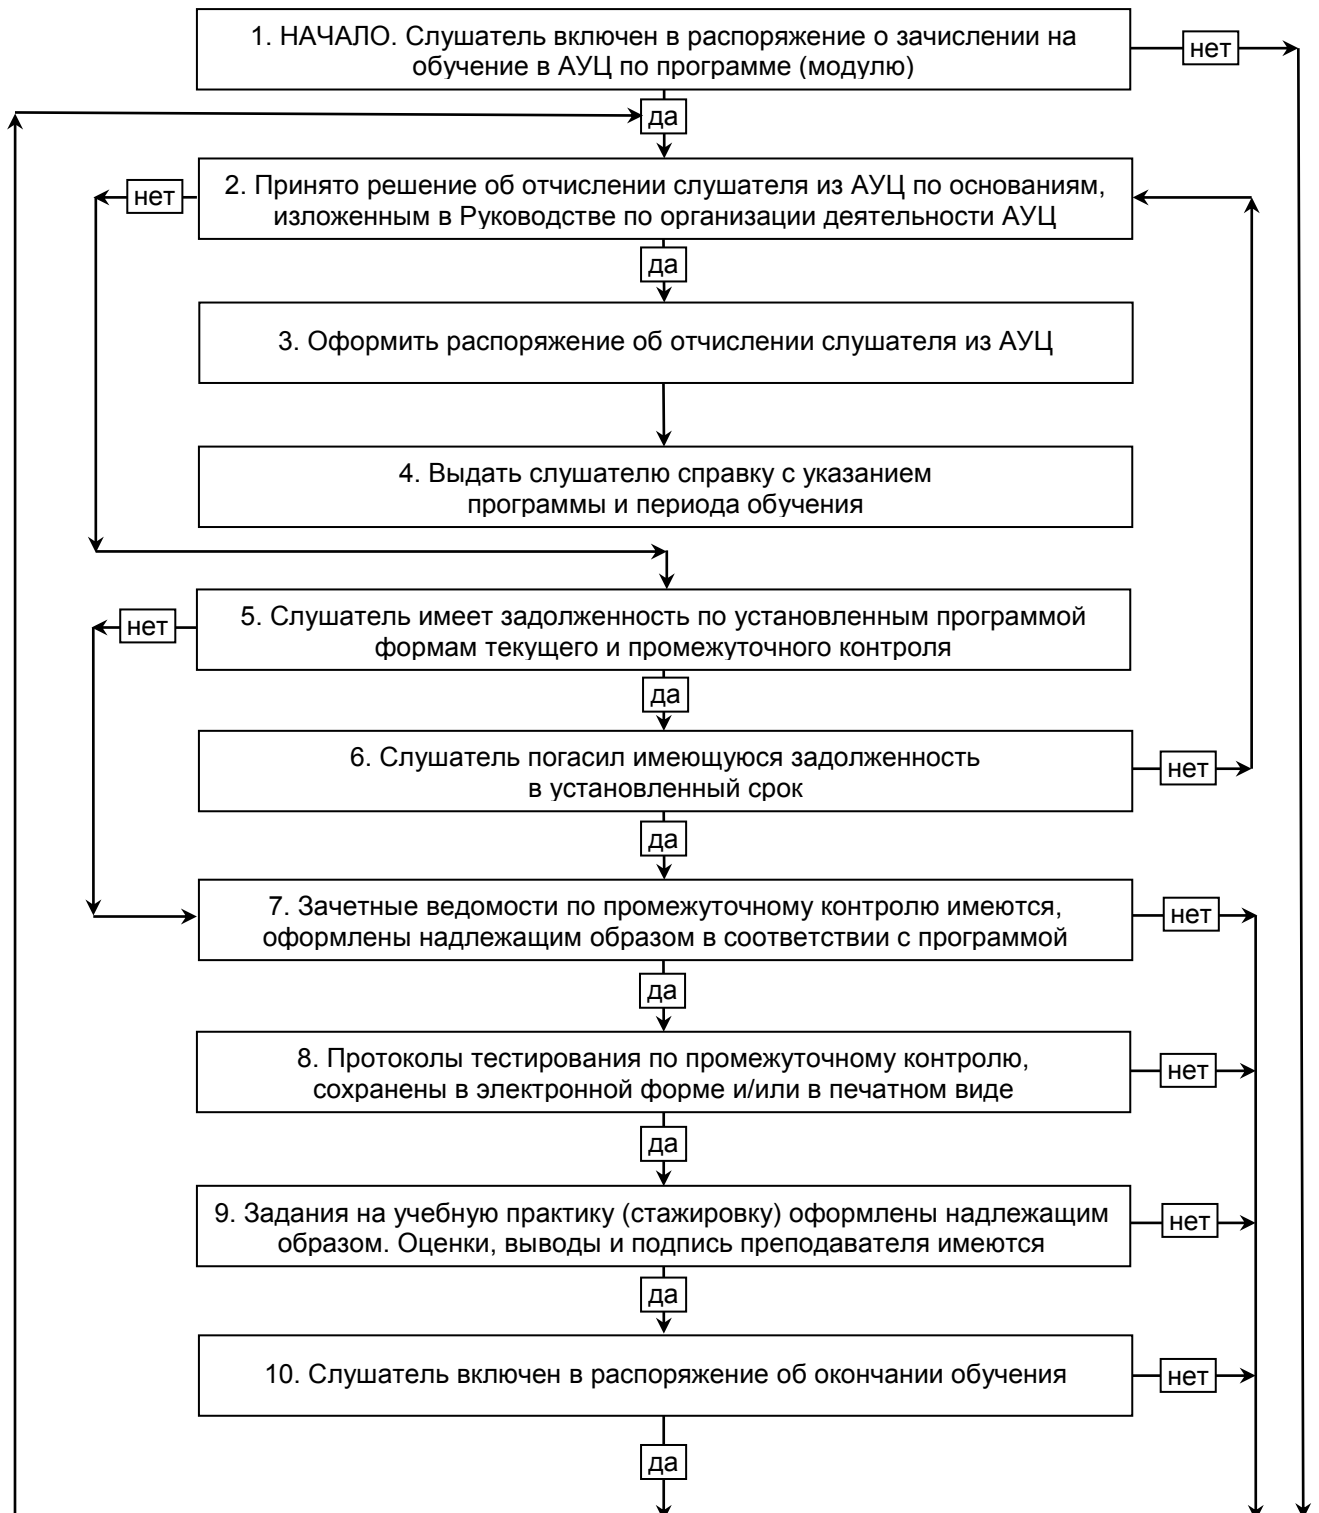 1. НАЧАЛО. Слушатель включен в распоряжение о зачислении на
обучение в АУЦ по программе (модулю)
нет
да
2. Принято решение об отчислении слушателя из АУЦ по основаниям,
изложенным в Руководстве по организации деятельности АУЦ
нет
да
3. Оформить распоряжение об отчислении слушателя из АУЦ
4. Выдать слушателю справку с указанием
программы и периода обучения
5. Слушатель имеет задолженность по установленным программой
формам текущего и промежуточного контроля
нет
да
6. Слушатель погасил имеющуюся задолженность
в установленный срок
нет
да
7. Зачетные ведомости по промежуточному контролю имеются,
оформлены надлежащим образом в соответствии с программой
нет
да
8. Протоколы тестирования по промежуточному контролю,
сохранены в электронной форме и/или в печатном виде
нет
да
9. Задания на учебную практику (стажировку) оформлены надлежащим
образом. Оценки, выводы и подпись преподавателя имеются
нет
да
10. Слушатель включен в распоряжение об окончании обучения
нет
да